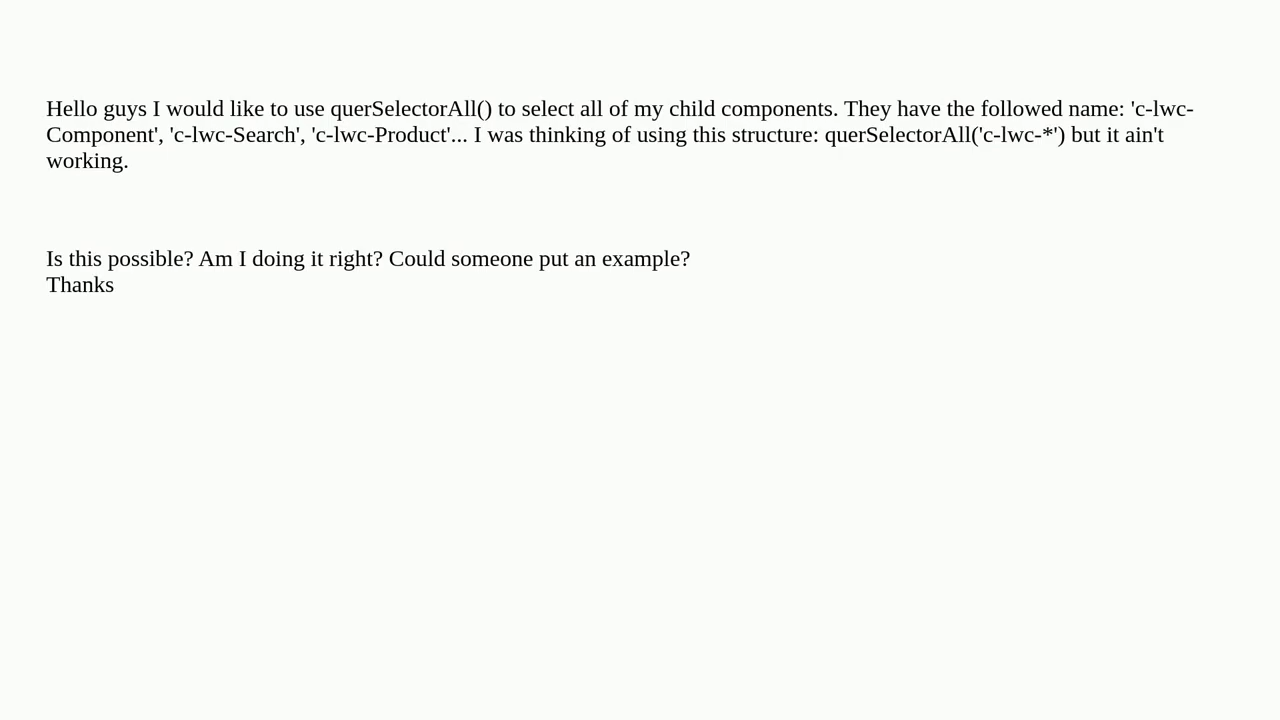 Hello guys I would like to use querSelectorAll() to select all of my child components. They have the followed name: 'c-lwc-
Component', 'c-lwc-Search', 'c-lwc-Product'... I was thinking of using this structure: querSelectorAll('c-lwc-*') but it ain't
working.
Is this possible? Am I doing it right? Could someone put an example?
Thanks